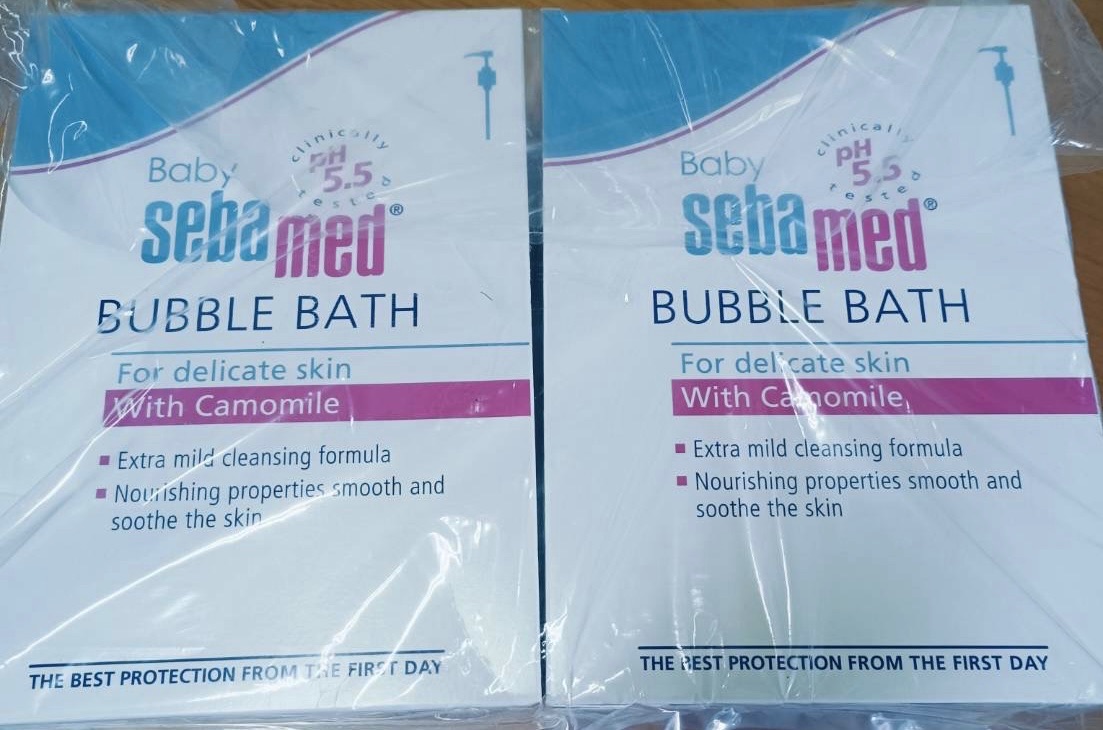 Baby
clinically
pH
5.5
tested
sebamed®
BUBBLE BATH
For delicate skin
With Camomile
Extra mild cleansing formula
Nourishing properties smooth and
soothe the skin
THE BEST PROTECTION FROM THE FIRST DAY
Baby
clinically
pH
5.5
tested
sebamed®
BUBBLE BATH
For delicate skin
With Camomile
Extra mild cleansing formula
Nourishing properties smooth and
soothe the skin
THE BEST PROTECTION FROM THE FIRST DAY